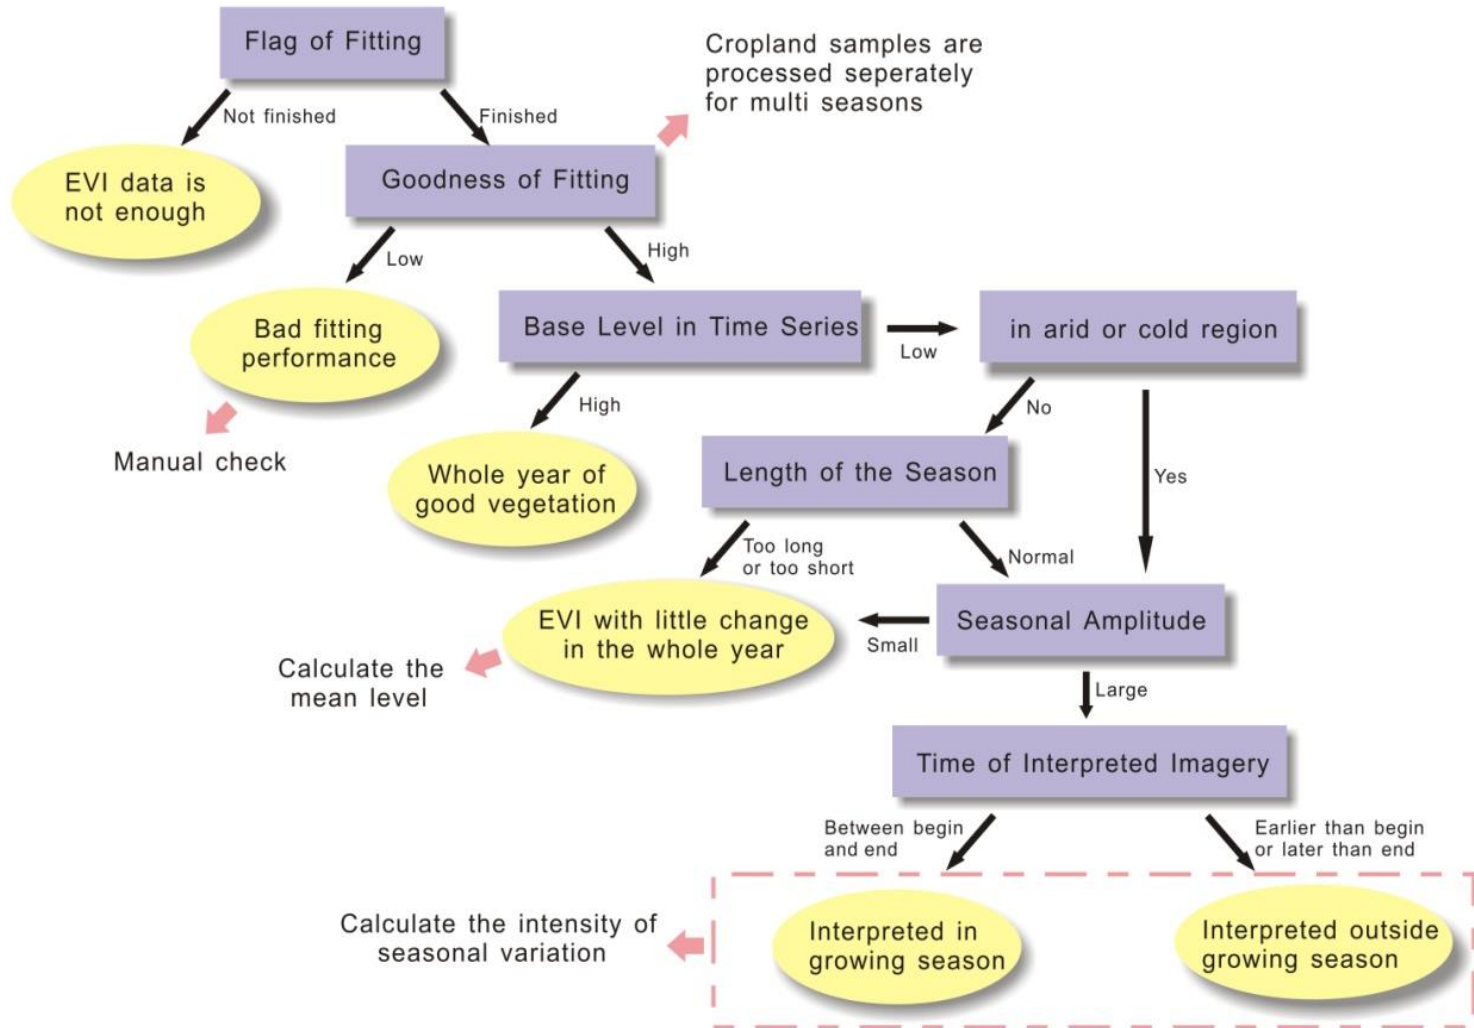 Flag of Fitting
Cropland samples are
processed seperately
for multi seasons
Not finished
Finished
EVI data is
not enough
Goodness of Fitting
Low
High
Bad fitting
performance
Base Level in Time Series
Low
in arid or cold region
Manual check
High
No
Yes
Whole year of
good vegetation
Length of the Season
Too long
or too short
Normal
EVI with little change
in the whole year
Small
Seasonal Amplitude
Calculate the
mean level
Large
Time of Interpreted Imagery
Between begin
and end
Earlier than begin
or later than end
Calculate the intensity of
seasonal variation
Interpreted in
growing season
Interpreted outside
growing season